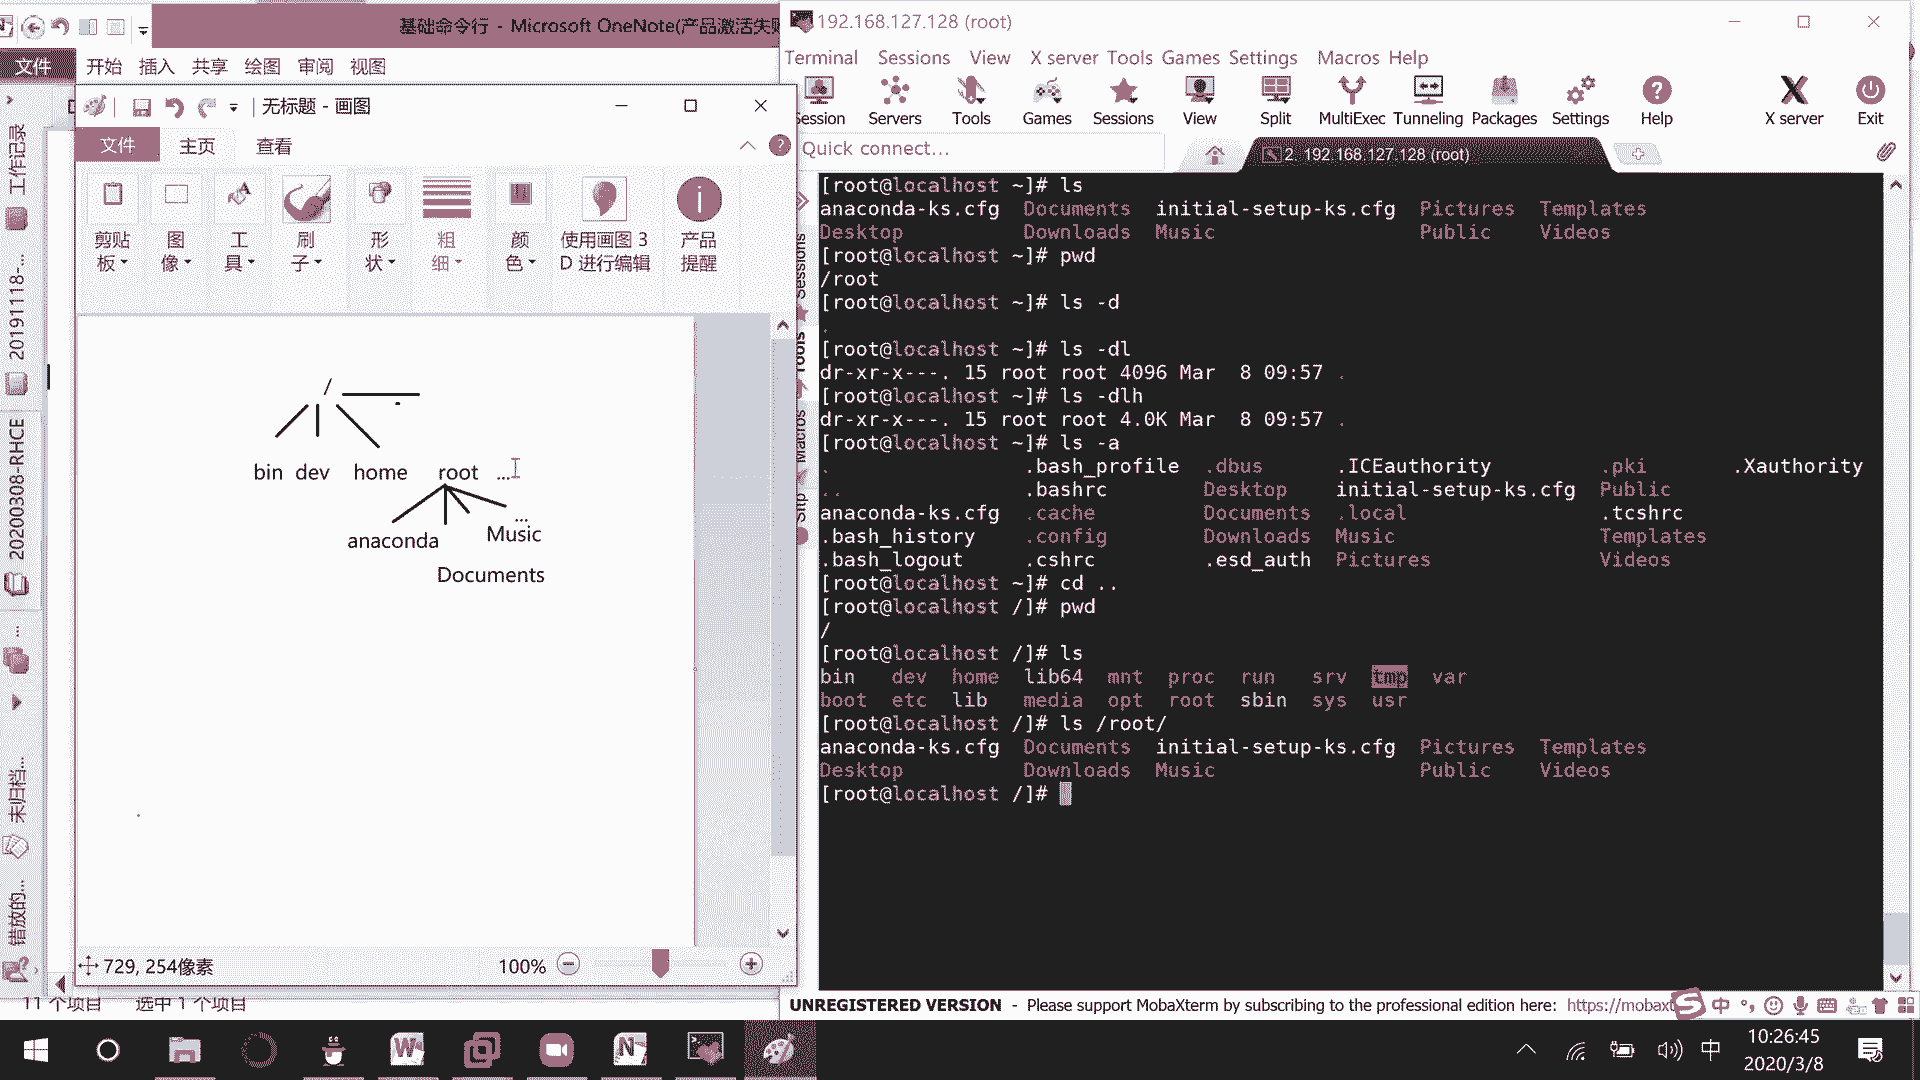 基础命令行 - Microsoft OneNote(产品激活失败
文件 开始 插入 共享 绘图 审阅 视图
工作记录
20191118-...
20200308-RHCE
...
未归档...
错放的...
11 个项目 选中 1 个项目
无标题 - 画图
文件 主页 查看
剪贴板
图像
工具
刷子
形状
粗细
颜色
使用画图 3D 进行编辑
产品提醒
/
bin dev home root ...
...
anaconda Music
Documents
729, 254像素
100%
192.168.127.128 (root)
Terminal Sessions View X server Tools Games Settings Macros Help
Session Servers Tools Games Sessions View Split MultiExec Tunneling Packages Settings Help X server Exit
Quick connect...
2. 192.168.127.128 (root)
Sessions
Tools
Macros
Sftp
[root@localhost ~]# ls
anaconda-ks.cfg Documents initial-setup-ks.cfg Pictures Templates
Desktop Downloads Music Public Videos
[root@localhost ~]# pwd
/root
[root@localhost ~]# ls -d
.
[root@localhost ~]# ls -dl
dr-xr-x---. 15 root root 4096 Mar 8 09:57 .
[root@localhost ~]# ls -dlh
dr-xr-x---. 15 root root 4.0K Mar 8 09:57 .
[root@localhost ~]# ls -a
. .bash_profile .dbus .ICEauthority .pki .Xauthority
.. .bashrc Desktop initial-setup-ks.cfg Public
anaconda-ks.cfg .cache Documents .local .tcshrc
.bash_history .config Downloads Music Templates
.bash_logout .cshrc .esd_auth Pictures Videos
[root@localhost ~]# cd ..
[root@localhost /]# pwd
/
[root@localhost /]# ls
bin dev home lib64 mnt proc run srv tmp var
boot etc lib media opt root sbin sys usr
[root@localhost /]# ls /root/
anaconda-ks.cfg Documents initial-setup-ks.cfg Pictures Templates
Desktop Downloads Music Public Videos
[root@localhost /]#
UNREGISTERED VERSION - Please support MobaXterm by subscribing to the professional edition here: https://mobaxt
中
中
10:26:45
2020/3/8